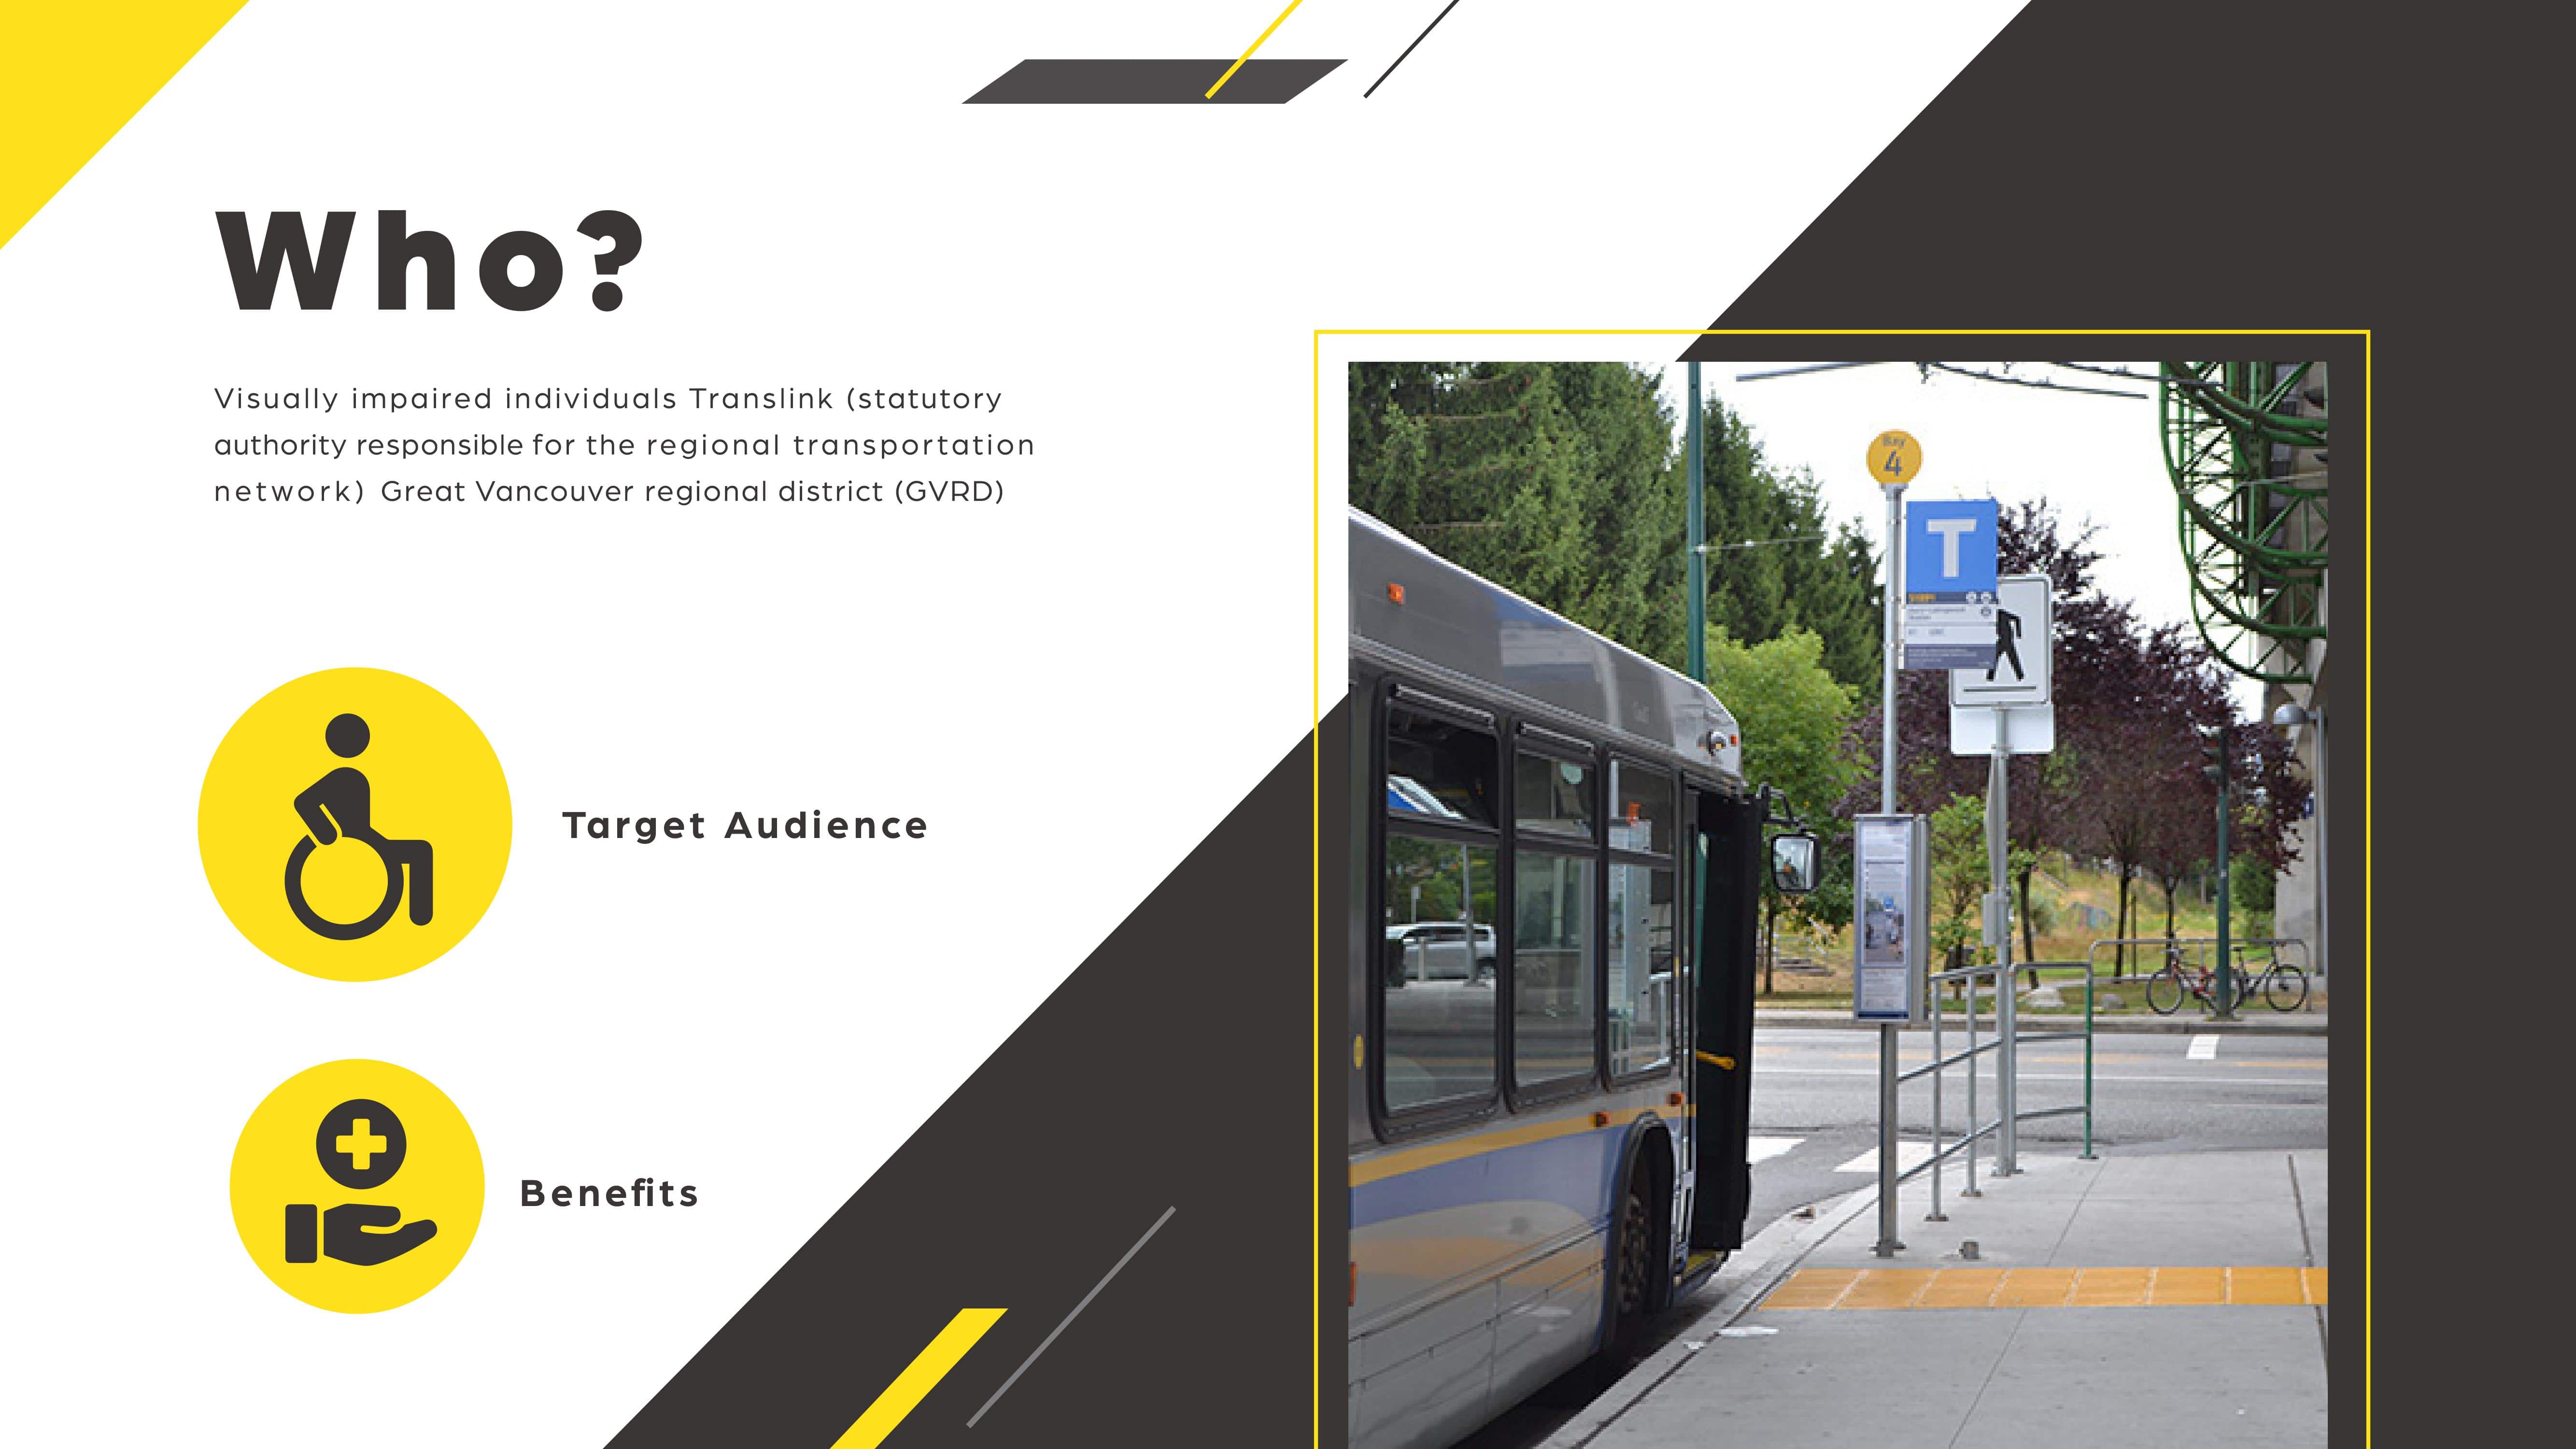 Who?
Visually impaired individuals Translink (statutory
authority responsible for the regional transportation
network) Great Vancouver regional district (GVRD)
Target Audience
Benefits
Bay
4
T